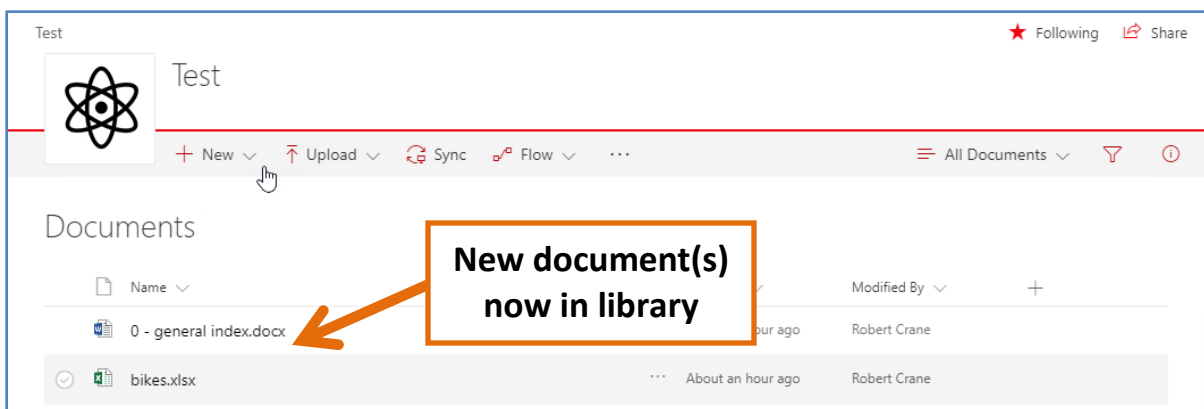 Test
Following Share
Test
New Upload Sync Flow ... All Documents
Documents
New document(s)
now in library
Name Modified By
0 - general index.docx hour ago Robert Crane
bikes.xlsx ... About an hour ago Robert Crane